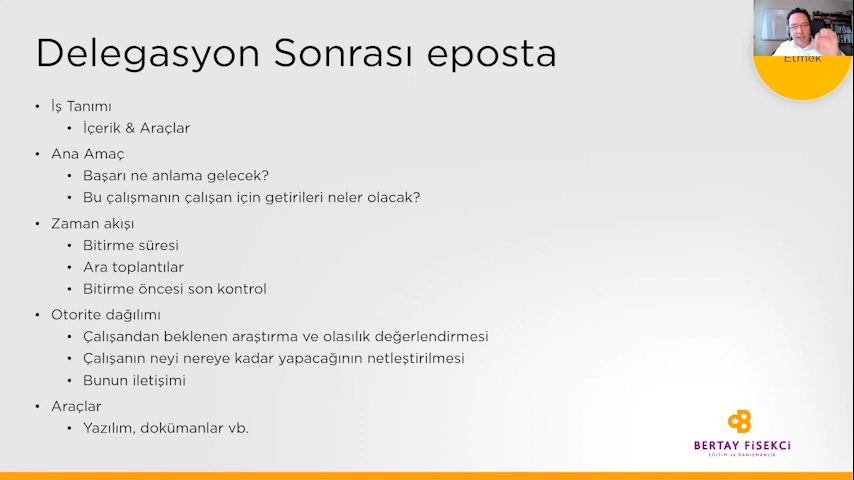 Delegasyon Sonrası eposta
Etmek
• İş Tanımı
• İçerik & Araçlar
• Ana Amaç
• Başarı ne anlama gelecek?
• Bu çalışmanın çalışan için getirileri neler olacak?
• Zaman akışı
• Bitirme süresi
• Ara toplantılar
• Bitirme öncesi son kontrol
• Otorite dağılımı
• Çalışandan beklenen araştırma ve olasılık değerlendirmesi
• Çalışanın neyi nereye kadar yapacağının netleştirilmesi
• Bunun iletişimi
• Araçlar
• Yazılım, dokümanlar vb.
BERTAY FİSEKÇİ
EĞİTİM ve DANIŞMANLIK